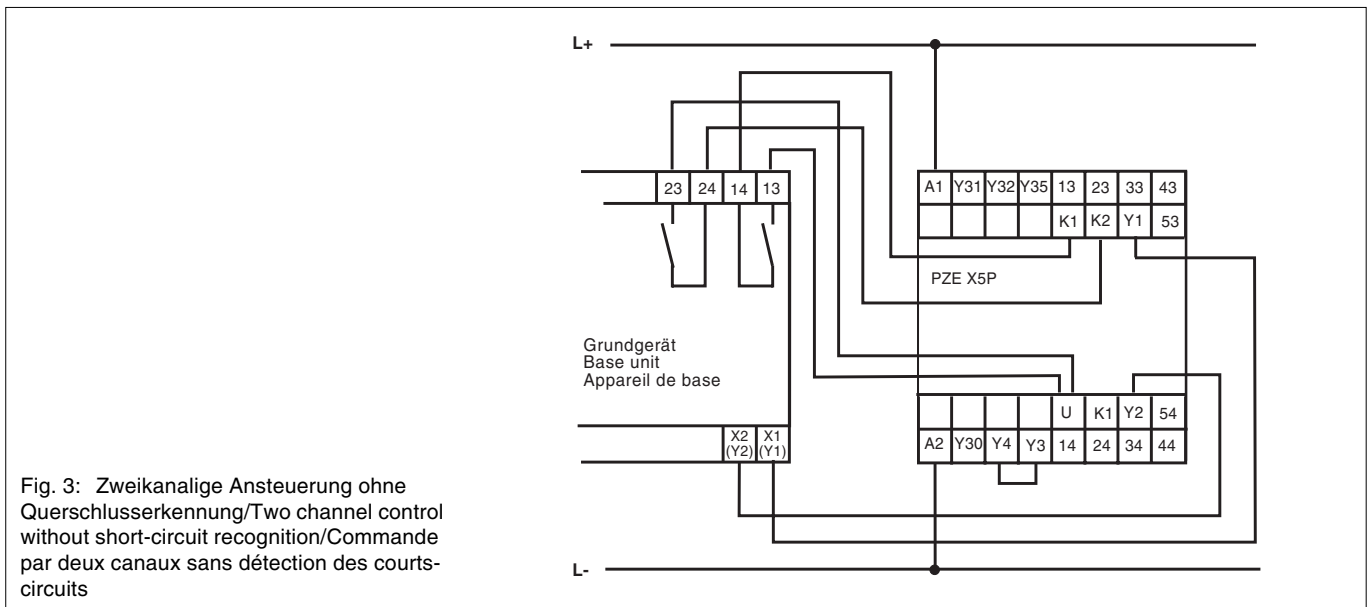 L+
23 24 14 13
A1 Y31 Y32 Y35 13 23 33 43
K1 K2 Y1 53
PZE X5P
Grundgerät
Base unit
Appareil de base
U K1 Y2 54
A2 Y30 Y4 Y3 14 24 34 44
X2 X1
(Y2) (Y1)
Fig. 3: Zweikanalige Ansteuerung ohne
Querschlusserkennung/Two channel control
without short-circuit recognition/Commande
par deux canaux sans détection des courts-
circuits
L-